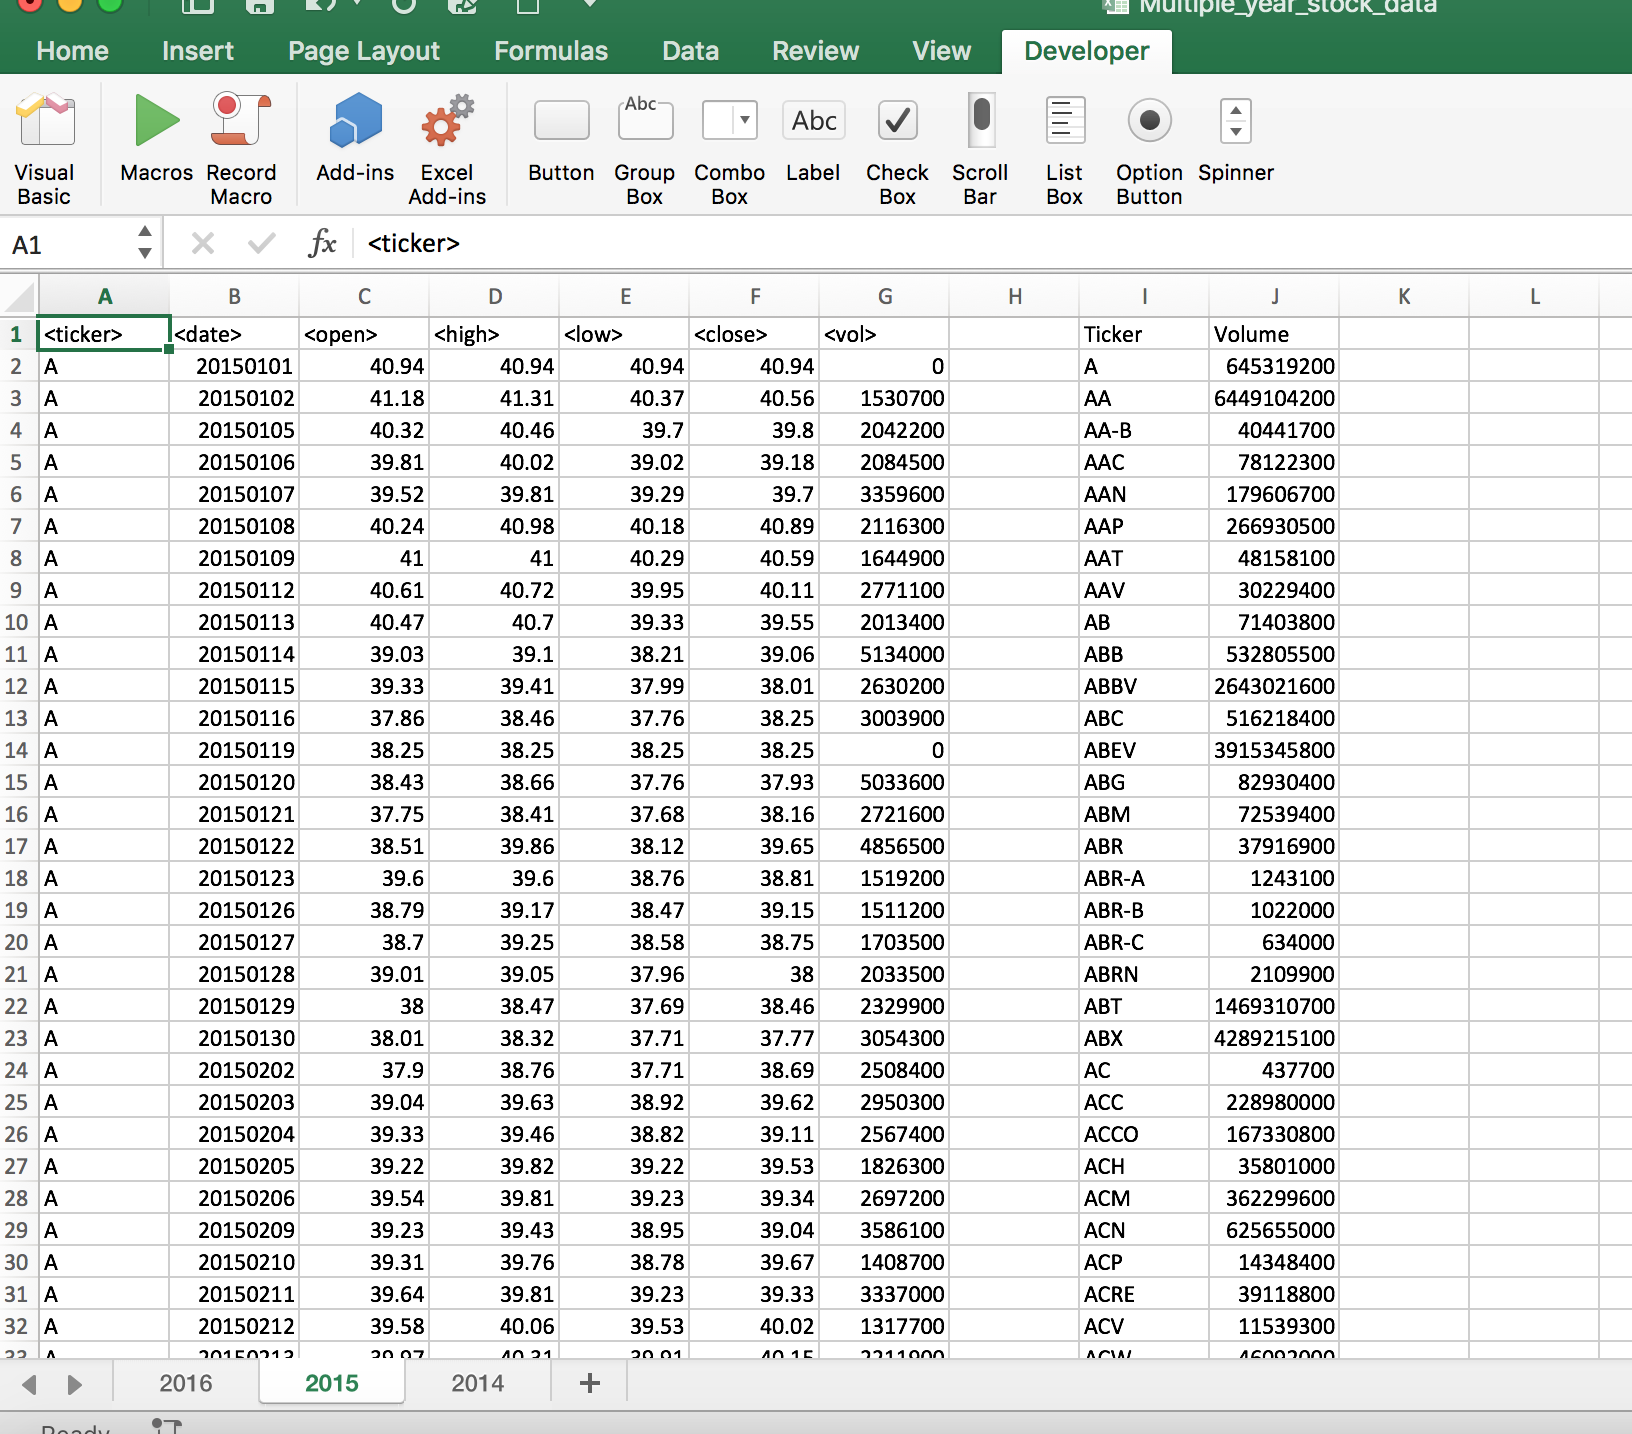 Multiple_year_stock_data
Home Insert Page Layout Formulas Data Review View Developer
Abc Abc
Visual Basic Macros Record Macro Add-ins Excel Add-ins Button Group Box Combo Box Label Check Box Scroll Bar List Box Option Button Spinner
A1 fx <ticker>
A B C D E F G H I J K L
1 <ticker> <date> <open> <high> <low> <close> <vol> Ticker Volume
2 A 20150101 40.94 40.94 40.94 40.94 0 A 645319200
3 A 20150102 41.18 41.31 40.37 40.56 1530700 AA 6449104200
4 A 20150105 40.32 40.46 39.7 39.8 2042200 AA-B 40441700
5 A 20150106 39.81 40.02 39.02 39.18 2084500 AAC 78122300
6 A 20150107 39.52 39.81 39.29 39.7 3359600 AAN 179606700
7 A 20150108 40.24 40.98 40.18 40.89 2116300 AAP 266930500
8 A 20150109 41 41 40.29 40.59 1644900 AAT 48158100
9 A 20150112 40.61 40.72 39.95 40.11 2771100 AAV 30229400
10 A 20150113 40.47 40.7 39.33 39.55 2013400 AB 71403800
11 A 20150114 39.03 39.1 38.21 39.06 5134000 ABB 532805500
12 A 20150115 39.33 39.41 37.99 38.01 2630200 ABBV 2643021600
13 A 20150116 37.86 38.46 37.76 38.25 3003900 ABC 516218400
14 A 20150119 38.25 38.25 38.25 38.25 0 ABEV 3915345800
15 A 20150120 38.43 38.66 37.76 37.93 5033600 ABG 82930400
16 A 20150121 37.75 38.41 37.68 38.16 2721600 ABM 72539400
17 A 20150122 38.51 39.86 38.12 39.65 4856500 ABR 37916900
18 A 20150123 39.6 39.6 38.76 38.81 1519200 ABR-A 1243100
19 A 20150126 38.79 39.17 38.47 39.15 1511200 ABR-B 1022000
20 A 20150127 38.7 39.25 38.58 38.75 1703500 ABR-C 634000
21 A 20150128 39.01 39.05 37.96 38 2033500 ABRN 2109900
22 A 20150129 38 38.47 37.69 38.46 2329900 ABT 1469310700
23 A 20150130 38.01 38.32 37.71 37.77 3054300 ABX 4289215100
24 A 20150202 37.9 38.76 37.71 38.69 2508400 AC 437700
25 A 20150203 39.04 39.63 38.92 39.62 2950300 ACC 228980000
26 A 20150204 39.33 39.46 38.82 39.11 2567400 ACCO 167330800
27 A 20150205 39.22 39.82 39.22 39.53 1826300 ACH 35801000
28 A 20150206 39.54 39.81 39.23 39.34 2697200 ACM 362299600
29 A 20150209 39.23 39.43 38.95 39.04 3586100 ACN 625655000
30 A 20150210 39.31 39.76 38.78 39.67 1408700 ACP 14348400
31 A 20150211 39.64 39.81 39.23 39.33 3337000 ACRE 39118800
32 A 20150212 39.58 40.06 39.53 40.02 1317700 ACV 11539300
33 A 20150213 ACW
2016 2015 2014
Ready